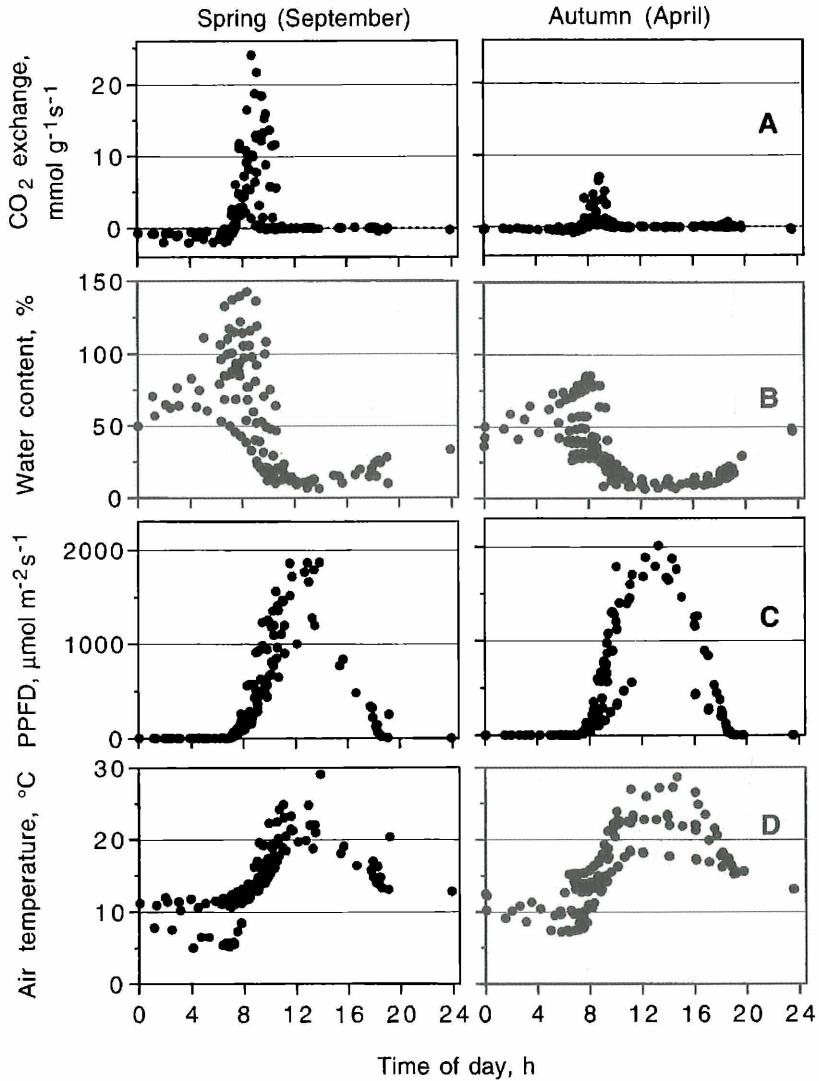 Spring (September)
Autumn (April)
CO₂ exchange,
mmol g⁻¹s⁻¹
20
10
0
A
Water content, %
150
100
50
0
B
PPFD, μmol m⁻²s⁻¹
2000
1000
0
C
Air temperature, °C
30
20
10
0
D
0 4 8 12 16 20 24 0 4 8 12 16 20 24
Time of day, h